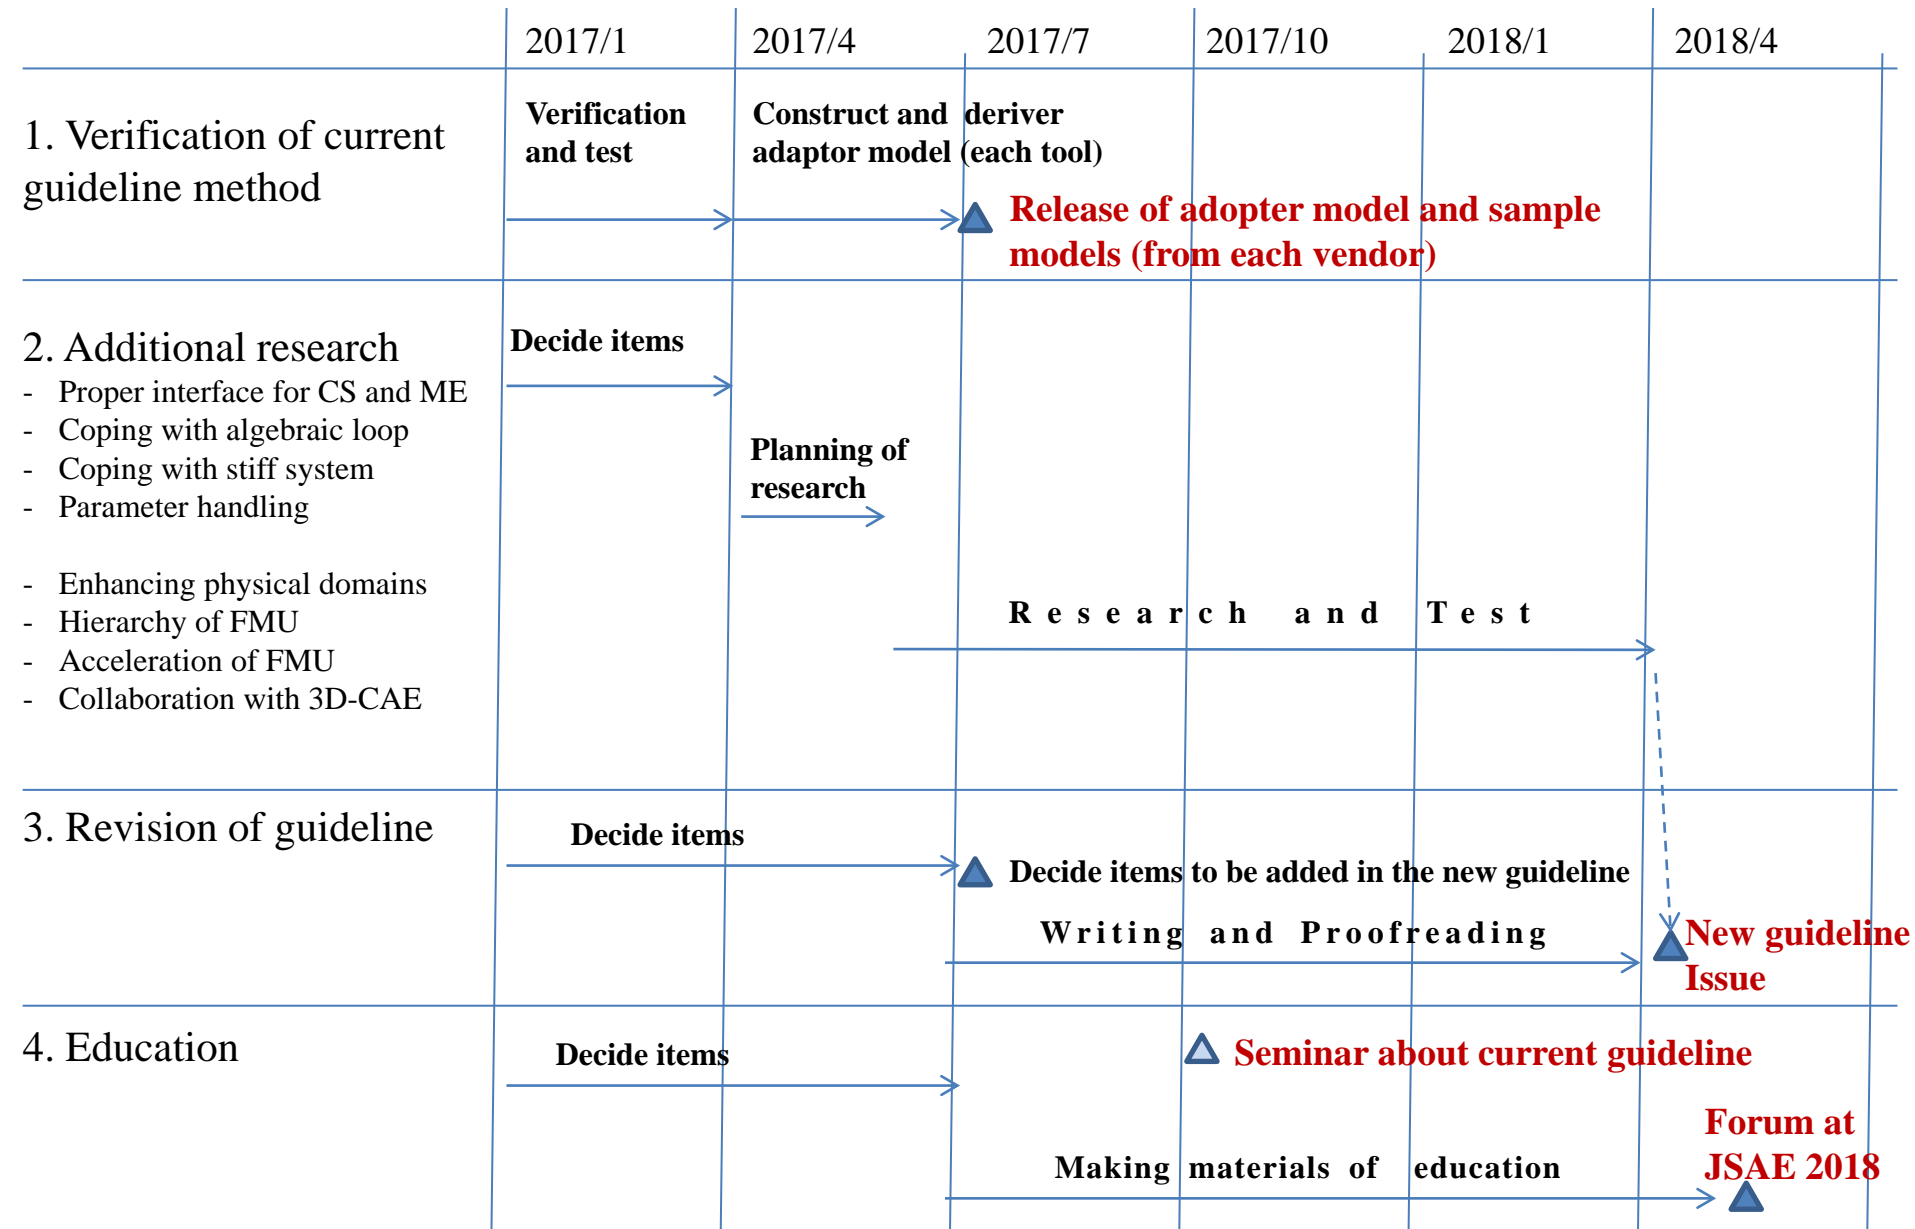 2017/1 2017/4 2017/7 2017/10 2018/1 2018/4
1. Verification of current
guideline method
Verification
and test
Construct and deriver
adaptor model (each tool)
Release of adopter model and sample
models (from each vendor)
2. Additional research
- Proper interface for CS and ME
- Coping with algebraic loop
- Coping with stiff system
- Parameter handling
- Enhancing physical domains
- Hierarchy of FMU
- Acceleration of FMU
- Collaboration with 3D-CAE
Decide items
Planning of
research
Research and Test
3. Revision of guideline
Decide items
Decide items to be added in the new guideline
Writing and Proofreading
New guideline
Issue
4. Education
Decide items
Seminar about current guideline
Making materials of education
Forum at
JSAE 2018